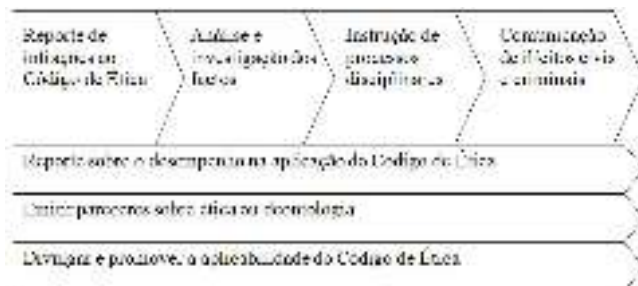 Reporte de
infrações ao
Código de Ética
Análise e
investigação dos
factos
Instrução de
processos
disciplinares
Comunicação
de ilícitos civis
e criminais
Reporte sobre o desempenho na aplicação do Código de Ética
Emitir pareceres sobre ética ou deontologia
Divulgar e promover a aplicabilidade do Código de Ética